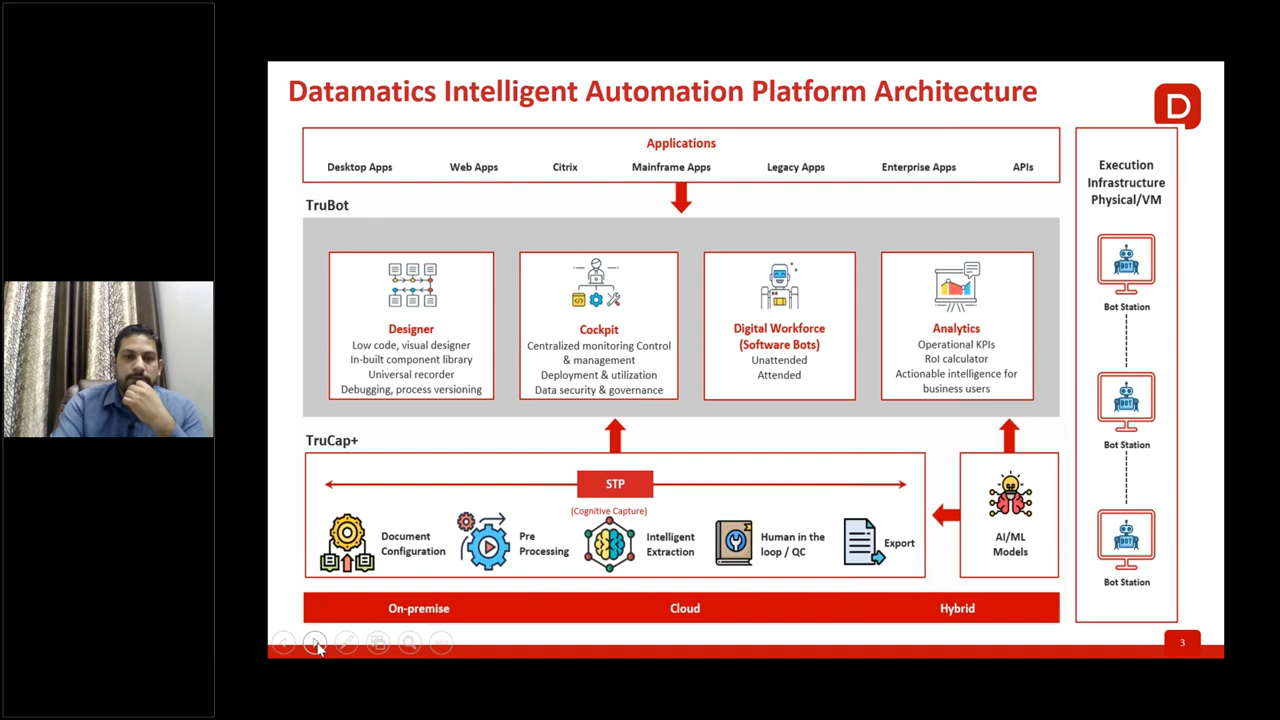 Datamatics Intelligent Automation Platform Architecture
D
Applications
Desktop Apps
Web Apps
Citrix
Mainframe Apps
Legacy Apps
Enterprise Apps
APIs
TruBot
Designer
Low code, visual designer
In-built component library
Universal recorder
Debugging, process versioning
Cockpit
Centralized monitoring Control
& management
Deployment & utilization
Data security & governance
Digital Workforce
(Software Bots)
Unattended
Attended
Analytics
Operational KPIs
RoI calculator
Actionable intelligence for
business users
TruCap+
STP
(Cognitive Capture)
Document
Configuration
Pre
Processing
Intelligent
Extraction
Human in the
loop / QC
Export
AI/ML
Models
On-premise
Cloud
Hybrid
Execution
Infrastructure
Physical/VM
BOT
Bot Station
BOT
Bot Station
BOT
Bot Station
3